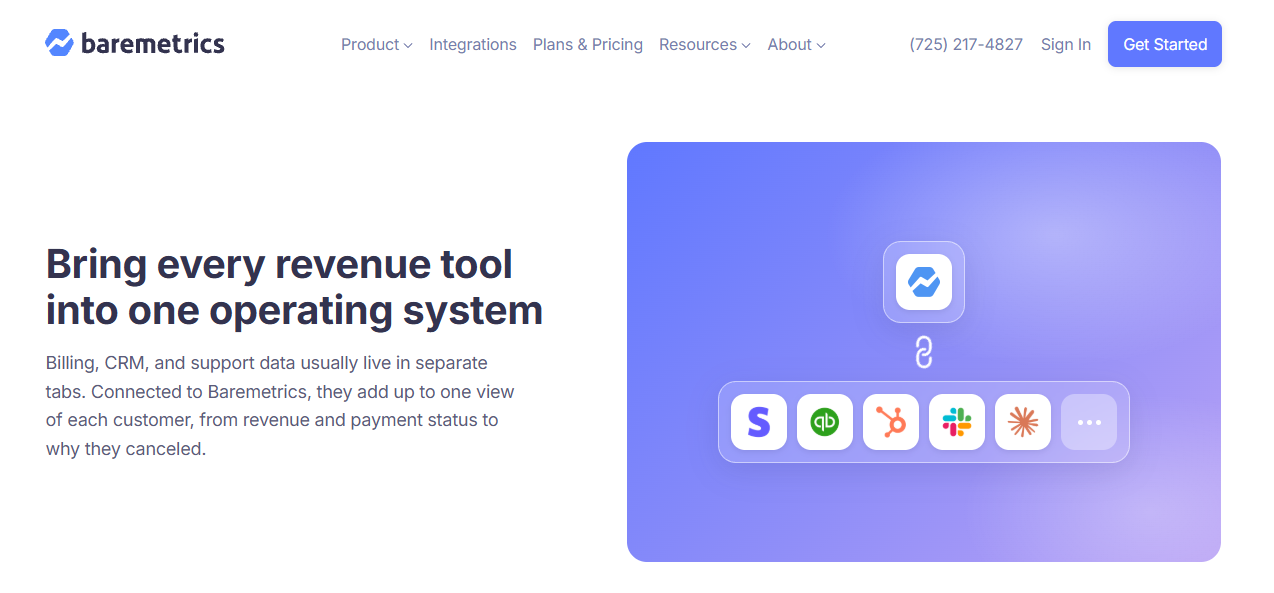 baremetrics
Product
Integrations
Plans & Pricing
Resources
About
(725) 217-4827
Sign In
Get Started
Bring every revenue tool
into one operating system
Billing, CRM, and support data usually live in separate
tabs. Connected to Baremetrics, they add up to one view
of each customer, from revenue and payment status to
why they canceled.
S
qb